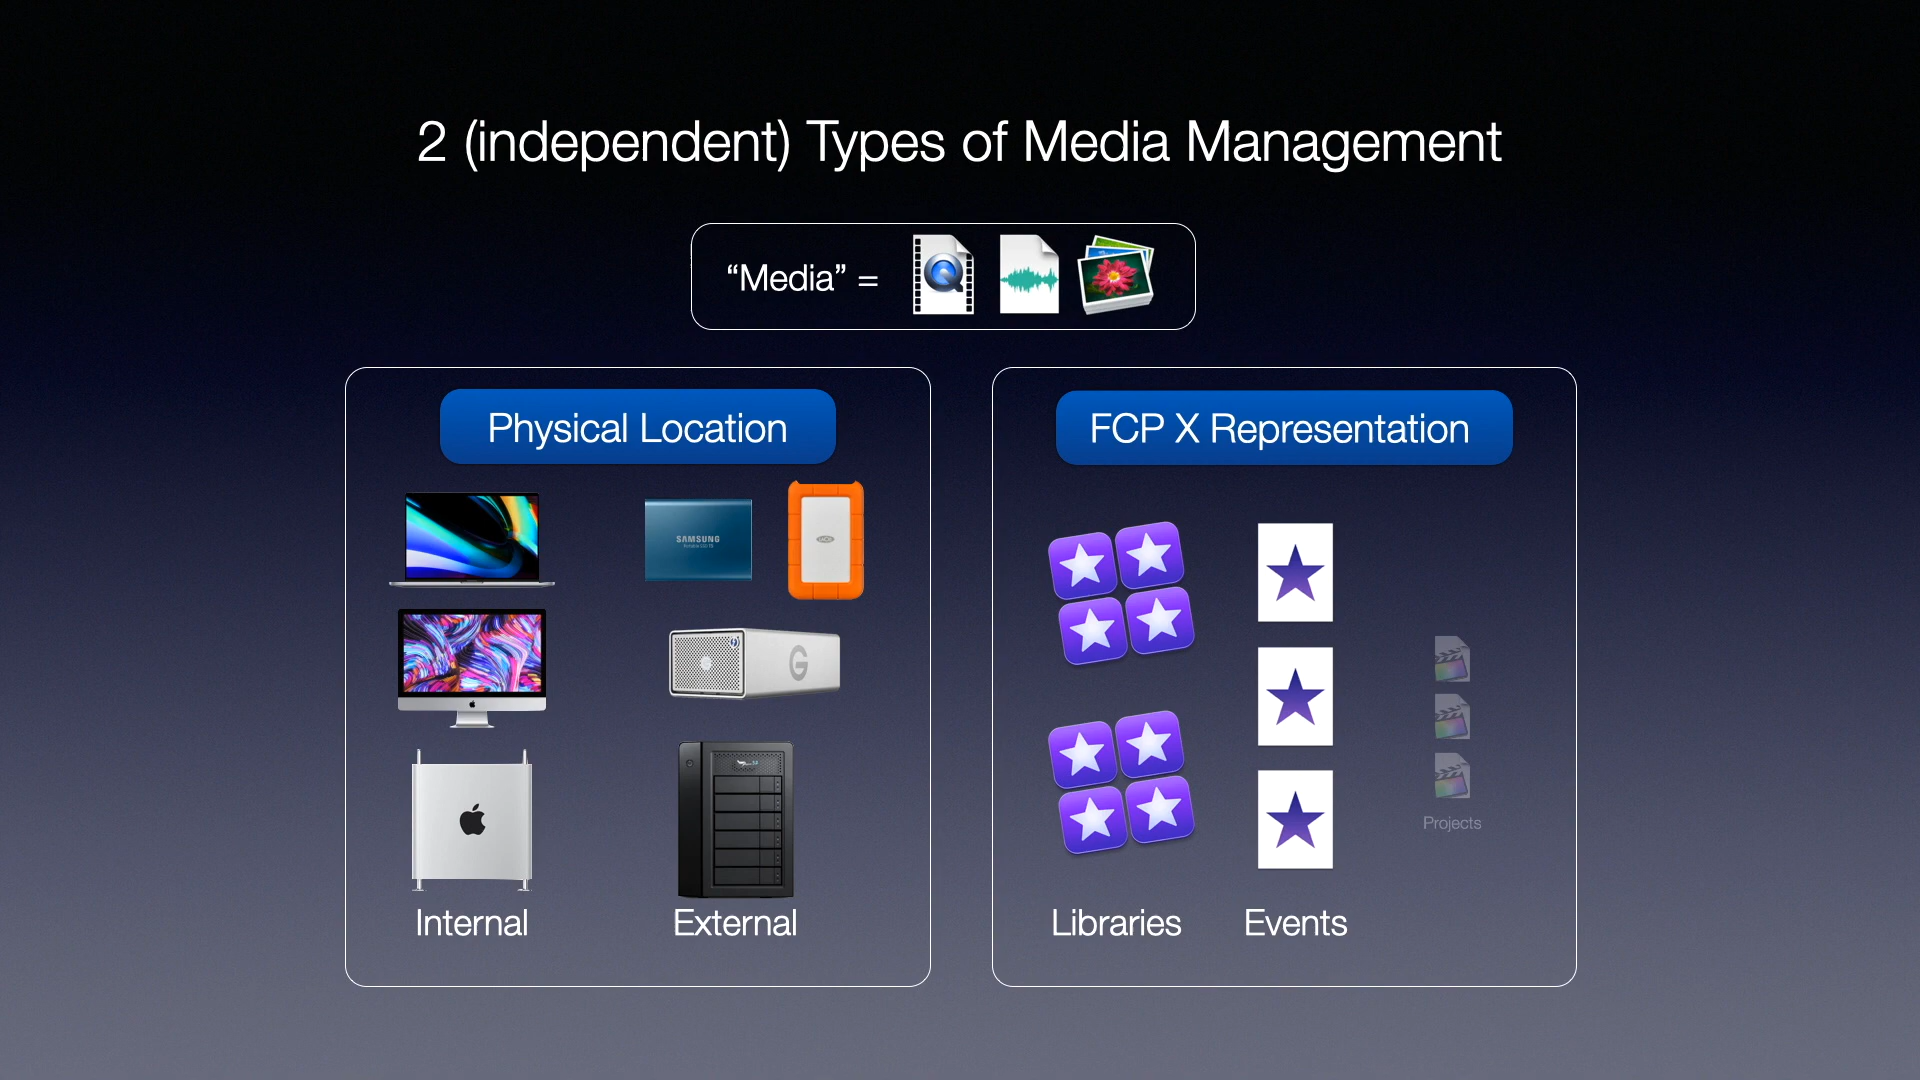 2 (independent) Types of Media Management
“Media” =
Physical Location
FCP X Representation
SAMSUNG
G
Projects
Internal
External
Libraries
Events